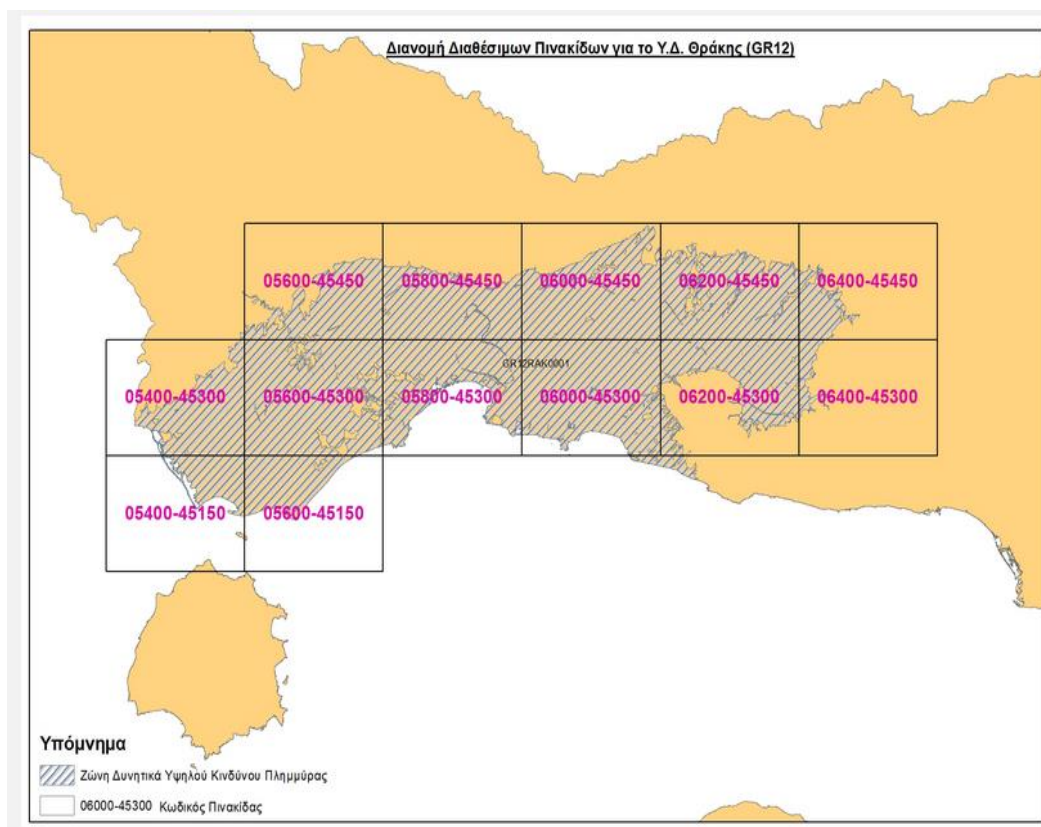 Διανομή Διαθέσιμων Πινακίδων για το Υ.Δ. Θράκης (GR12)
05600-45450 05800-45450 06000-45450 06200-45450 06400-45450
GR12RAK0001
05400-45300 05600-45300 05800-45300 06000-45300 06200-45300 06400-45300
05400-45150 05600-45150
Υπόμνημα
Ζώνη Δυνητικά Υψηλού Κινδύνου Πλημμύρας
06000-45300 Κωδικός Πινακίδας